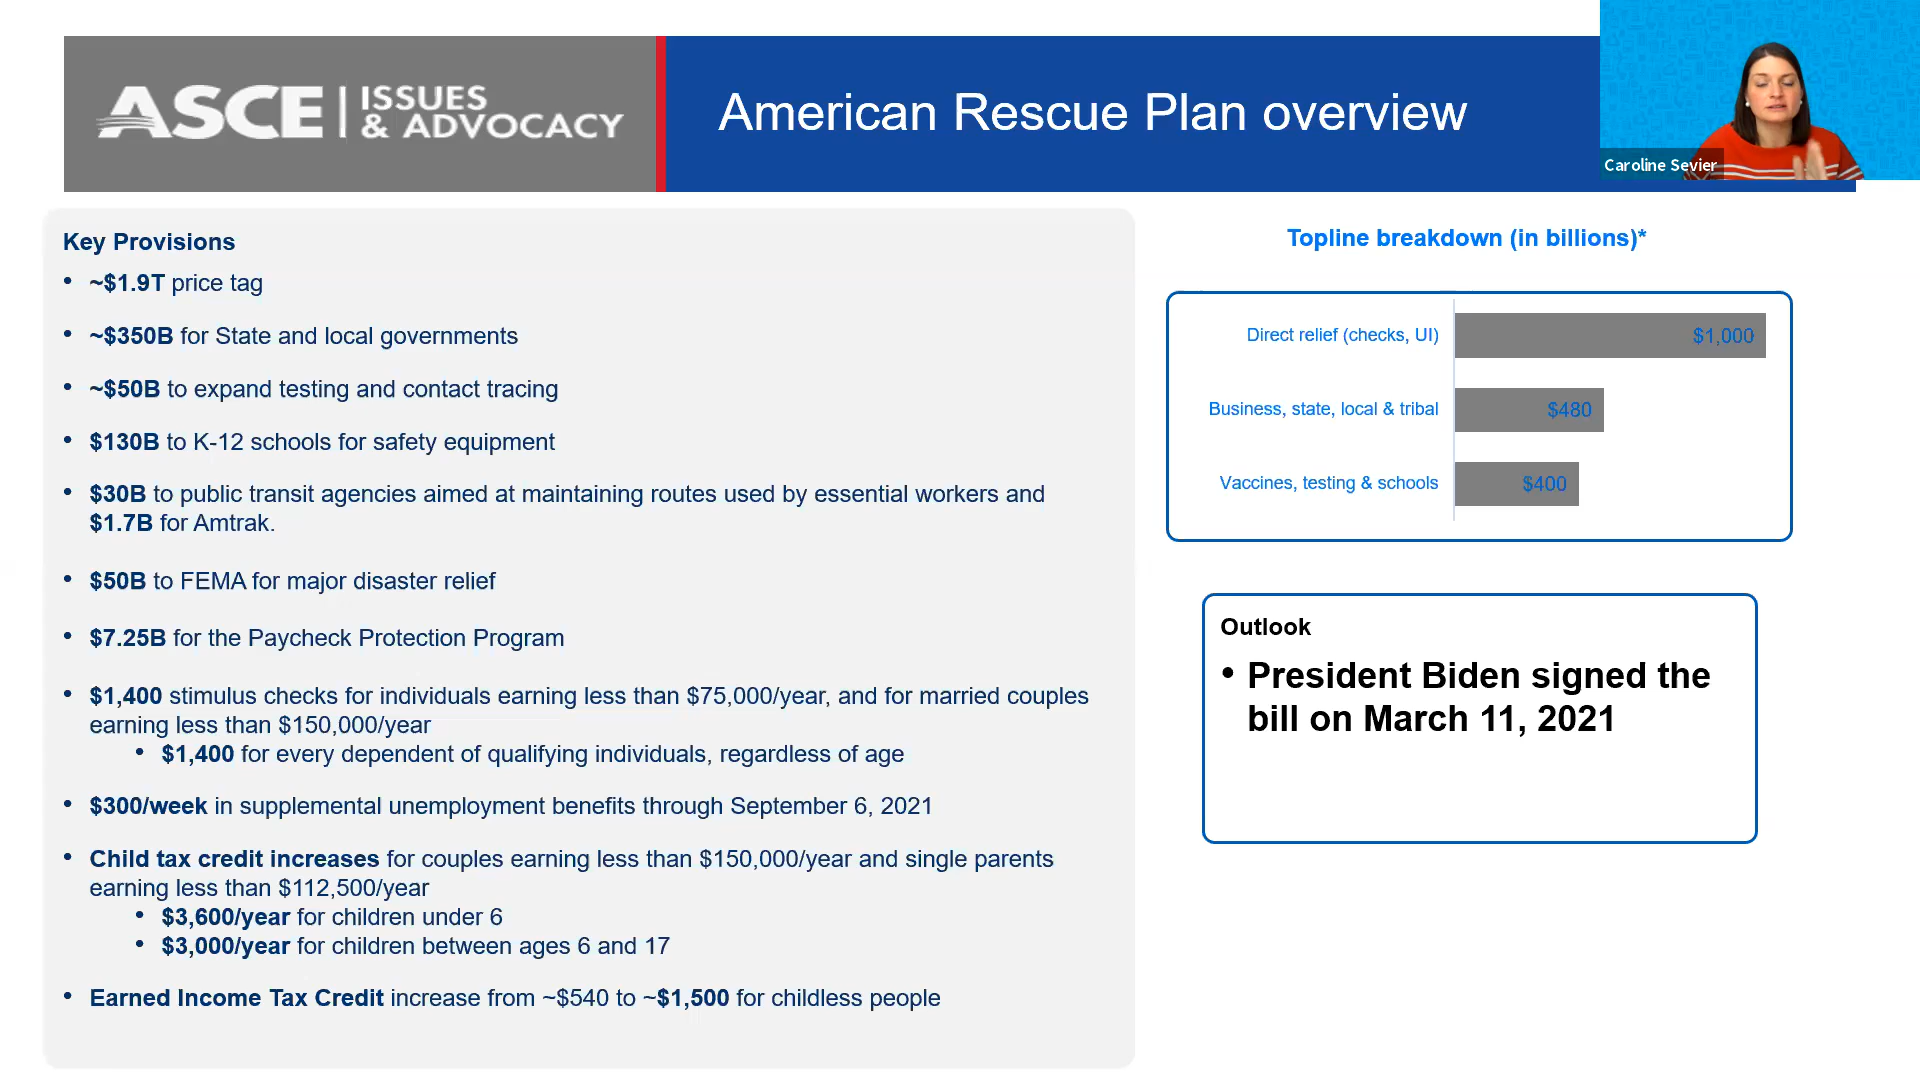 ASCE
ISSUES
& ADVOCACY
American Rescue Plan overview
Caroline Sevier
Key Provisions
• ~$1.9T price tag
• ~$350B for State and local governments
• ~$50B to expand testing and contact tracing
• $130B to K-12 schools for safety equipment
• $30B to public transit agencies aimed at maintaining routes used by essential workers and
$1.7B for Amtrak.
• $50B to FEMA for major disaster relief
• $7.25B for the Paycheck Protection Program
• $1,400 stimulus checks for individuals earning less than $75,000/year, and for married couples
earning less than $150,000/year
• $1,400 for every dependent of qualifying individuals, regardless of age
• $300/week in supplemental unemployment benefits through September 6, 2021
• Child tax credit increases for couples earning less than $150,000/year and single parents
earning less than $112,500/year
• $3,600/year for children under 6
• $3,000/year for children between ages 6 and 17
• Earned Income Tax Credit increase from ~$540 to ~$1,500 for childless people
Topline breakdown (in billions)*
Direct relief (checks, UI) $1,000
Business, state, local & tribal $480
Vaccines, testing & schools $400
Outlook
• President Biden signed the
bill on March 11, 2021